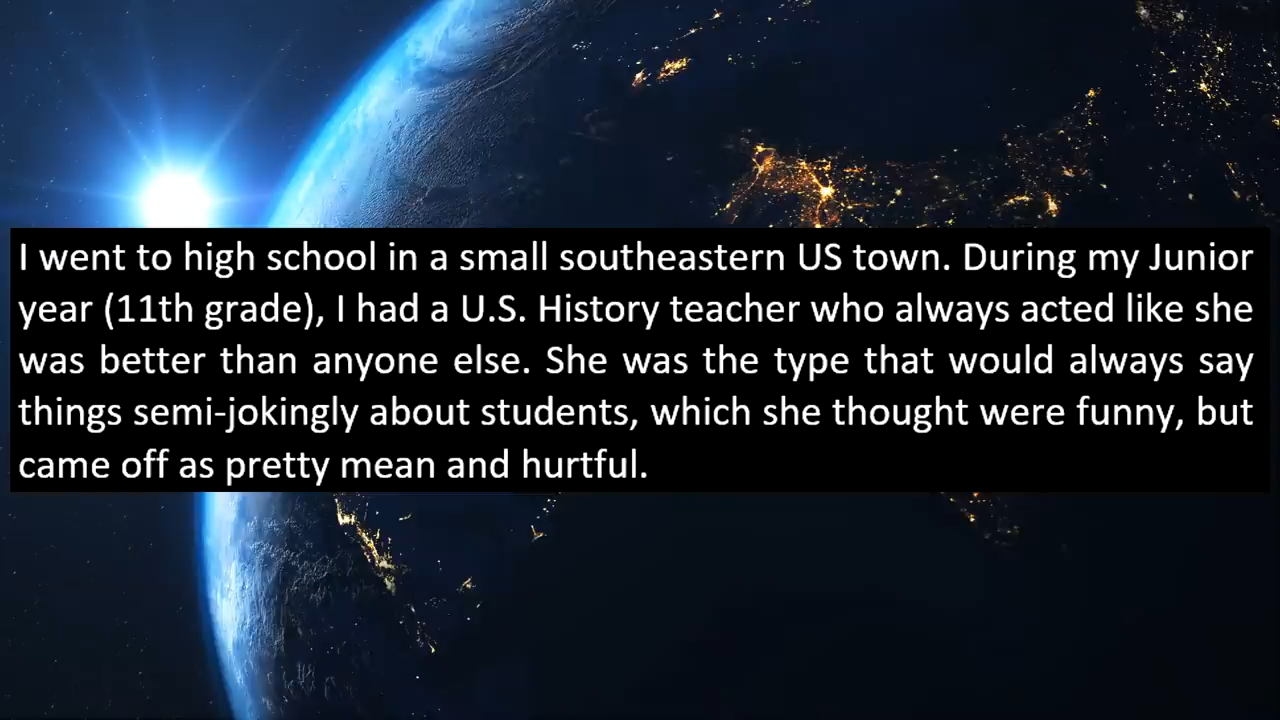 I went to high school in a small southeastern US town. During my Junior
year (11th grade), I had a U.S. History teacher who always acted like she
was better than anyone else. She was the type that would always say
things semi-jokingly about students, which she thought were funny, but
came off as pretty mean and hurtful.